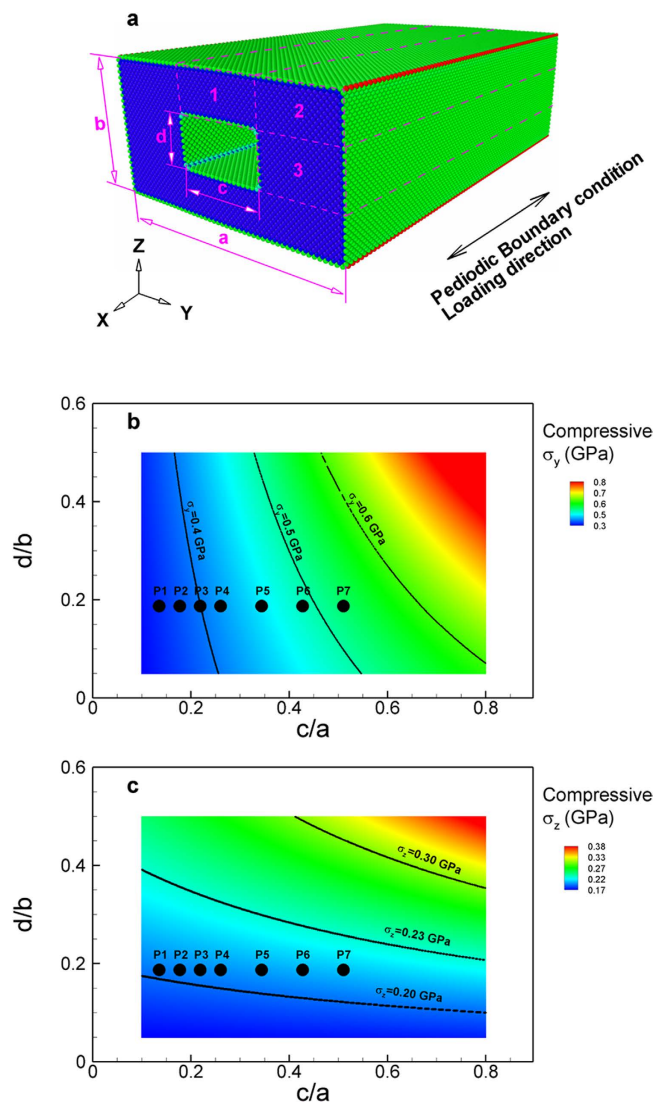 a
1
2
b
d
3
c
a
Z
X
Y
Pediodic Boundary condition
Loading direction
b
0.6
0.4
0.2
0
d/b
σy=0.4 GPa
σy=0.5 GPa
σy=0.6 GPa
P1 P2 P3 P4 P5 P6 P7
0 0.2 0.4 0.6 0.8
c/a
Compressive
σy (GPa)
0.8
0.7
0.6
0.5
0.3
c
0.6
0.4
0.2
0
d/b
σz=0.30 GPa
σz=0.23 GPa
P1 P2 P3 P4 P5 P6 P7
σz=0.20 GPa
0 0.2 0.4 0.6 0.8
c/a
Compressive
σz (GPa)
0.38
0.33
0.27
0.22
0.17